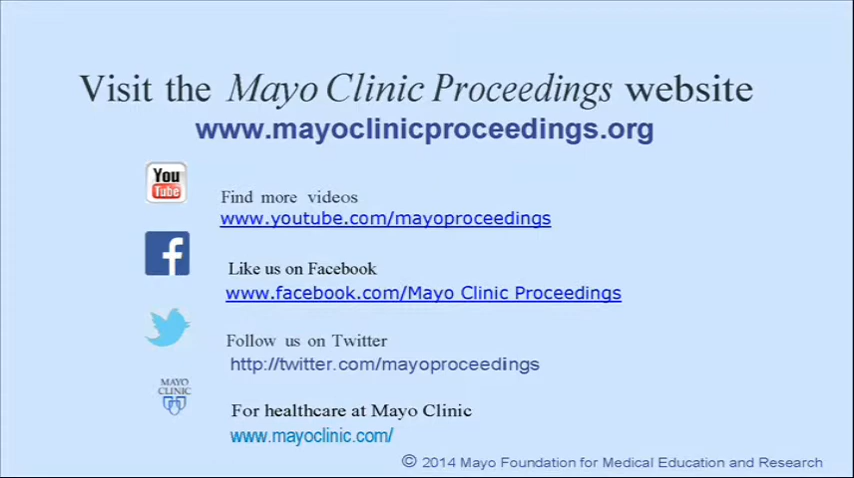 Visit the Mayo Clinic Proceedings website
www.mayoclinicproceedings.org
You
Tube
Find more videos
www.youtube.com/mayoproceedings
f
Like us on Facebook
www.facebook.com/Mayo Clinic Proceedings
Follow us on Twitter
http://twitter.com/mayoproceedings
MAYO
CLINIC
For healthcare at Mayo Clinic
www.mayoclinic.com/
© 2014 Mayo Foundation for Medical Education and Research